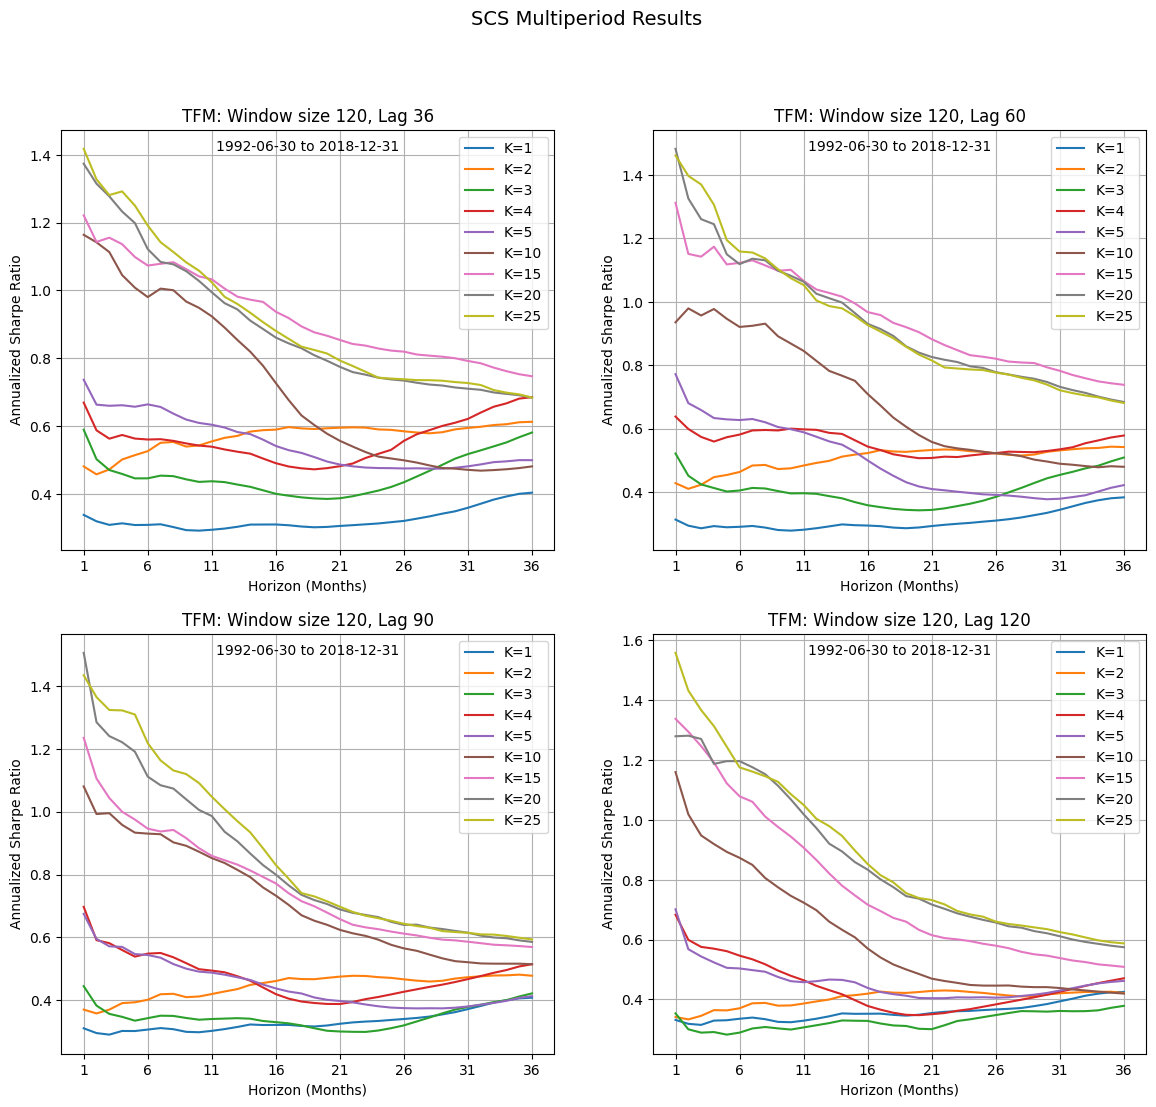 SCS Multiperiod Results
TFM: Window size 120, Lag 36
1992-06-30 to 2018-12-31
K=1
K=2
K=3
K=4
K=5
K=10
K=15
K=20
K=25
1.4
1.2
1.0
0.8
0.6
0.4
Annualized Sharpe Ratio
1 6 11 16 21 26 31 36
Horizon (Months)
TFM: Window size 120, Lag 60
1992-06-30 to 2018-12-31
K=1
K=2
K=3
K=4
K=5
K=10
K=15
K=20
K=25
1.4
1.2
1.0
0.8
0.6
0.4
Annualized Sharpe Ratio
1 6 11 16 21 26 31 36
Horizon (Months)
TFM: Window size 120, Lag 90
1992-06-30 to 2018-12-31
K=1
K=2
K=3
K=4
K=5
K=10
K=15
K=20
K=25
1.4
1.2
1.0
0.8
0.6
0.4
Annualized Sharpe Ratio
1 6 11 16 21 26 31 36
Horizon (Months)
TFM: Window size 120, Lag 120
1992-06-30 to 2018-12-31
K=1
K=2
K=3
K=4
K=5
K=10
K=15
K=20
K=25
1.6
1.4
1.2
1.0
0.8
0.6
0.4
Annualized Sharpe Ratio
1 6 11 16 21 26 31 36
Horizon (Months)